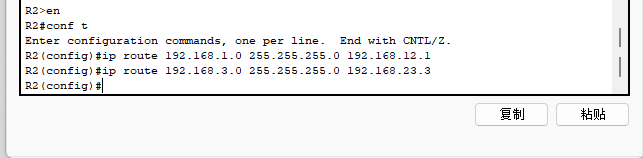 R2>en
R2#conf t
Enter configuration commands, one per line.  End with CNTL/Z.
R2(config)#ip route 192.168.1.0 255.255.255.0 192.168.12.1
R2(config)#ip route 192.168.3.0 255.255.255.0 192.168.23.3
R2(config)#
复制 粘贴